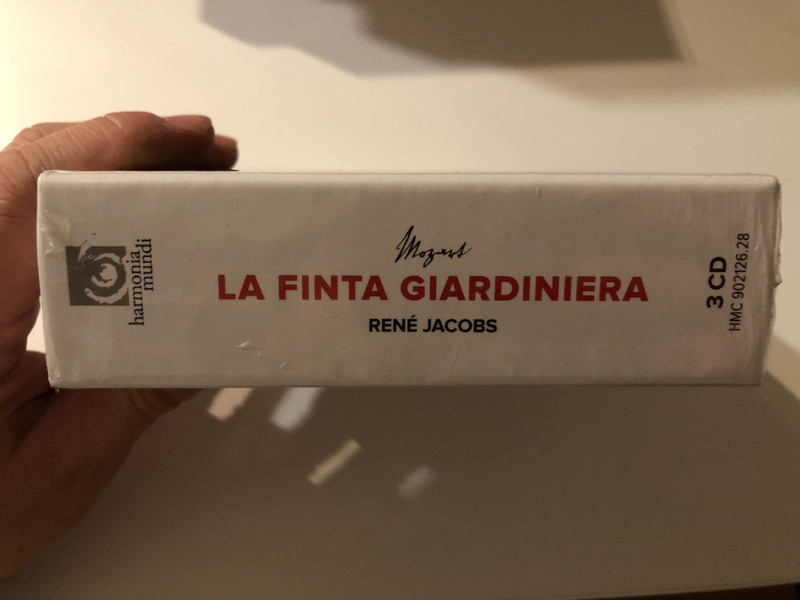 harmonia
mundi
Mozart
LA FINTA GIARDINIERA
RENÉ JACOBS
3 CD
HMC 902126.28